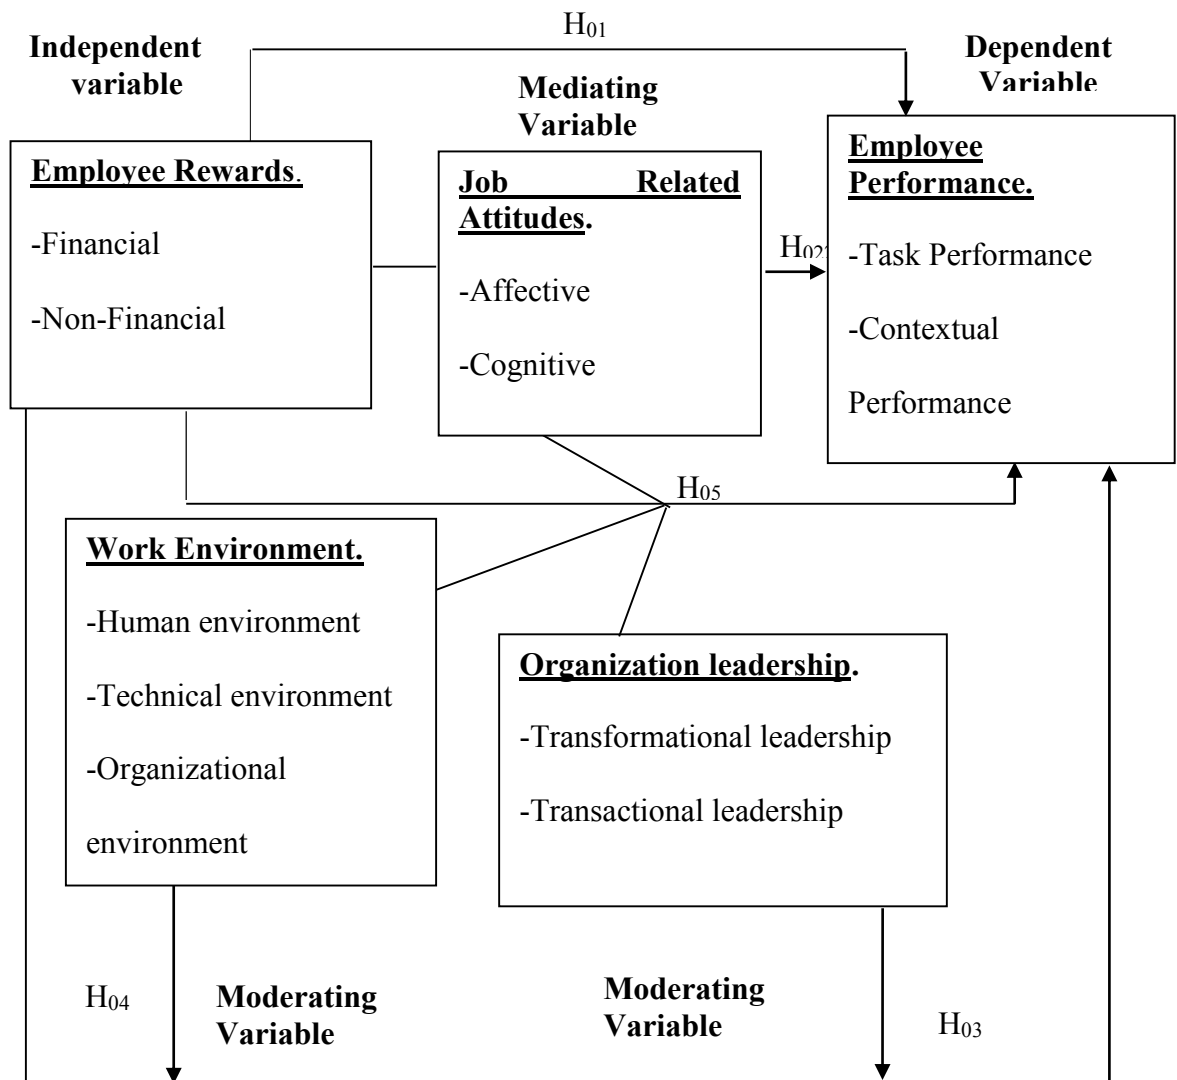 H01
Independent
variable
Mediating
Variable
Dependent
Variable
Employee Rewards.
-Financial
-Non-Financial
Job Related
Attitudes.
-Affective
-Cognitive
H02
Employee
Performance.
-Task Performance
-Contextual
Performance
H05
Work Environment.
-Human environment
-Technical environment
-Organizational
environment
Organization leadership.
-Transformational leadership
-Transactional leadership
H04
Moderating
Variable
Moderating
Variable
H03